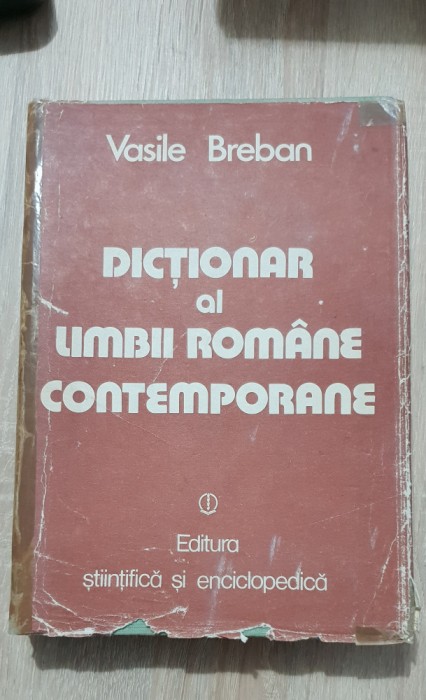 Vasile Breban
DICȚIONAR
al
LIMBII ROMÂNE
CONTEMPORANE
Editura
științifică și enciclopedică